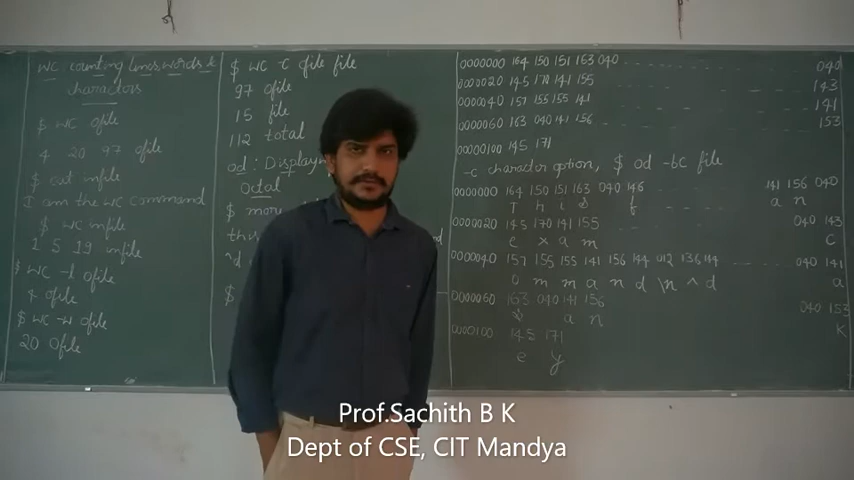 WC: counting lines, words &
charactors
$ wc ofile
4 20 97 ofile
$ cat infile
I am the WC command
$ wc infile
1 5 19 infile
$ WC -l ofile
4 ofile
$ WC -w ofile
20 ofile
$ WC -c ofile file
97 ofile
15 file
112 total
od: Displaying
Octal
$ more
this
^d
$
0000000 164 150 151 163 040 040
0000020 145 170 141 155 143
0000040 157 155 155 141 141
0000060 163 040 141 156 153
0000100 145 171
-c charactor option, $ od -bc file
0000000 164 150 151 163 040 146 141 156 040
T h i s f a n
0000020 145 170 141 155 040 143
e x a m c
0000040 157 155 155 141 156 144 012 136 144 040 141
o m m a n d \n ^ d a
0000060 163 040 141 156 040 153
a n k
0000100 145 171
e y
Prof.Sachith B K
Dept of CSE, CIT Mandya